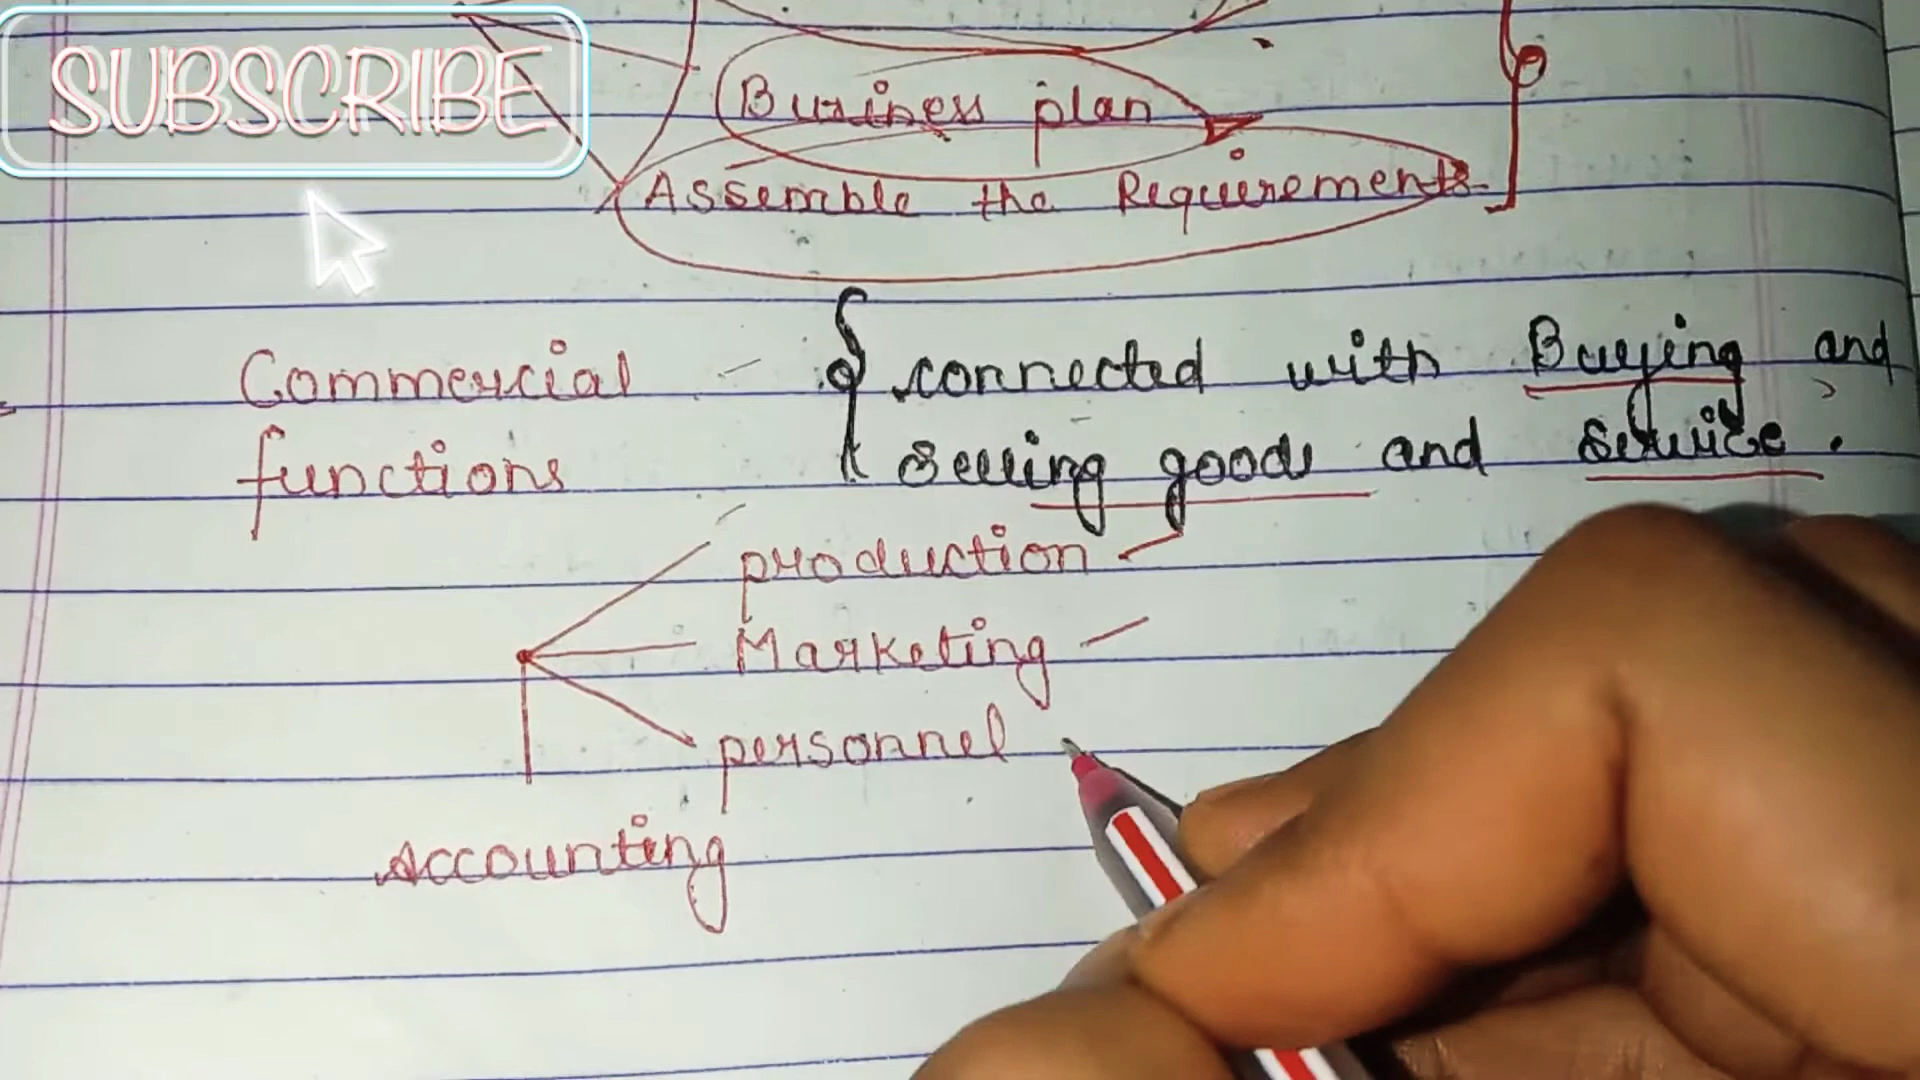 SUBSCRIBE
Business plan
Assemble the Requirements
Commercial functions
connected with Buying and
selling goods and service.
production
Marketing
personnel
Accounting